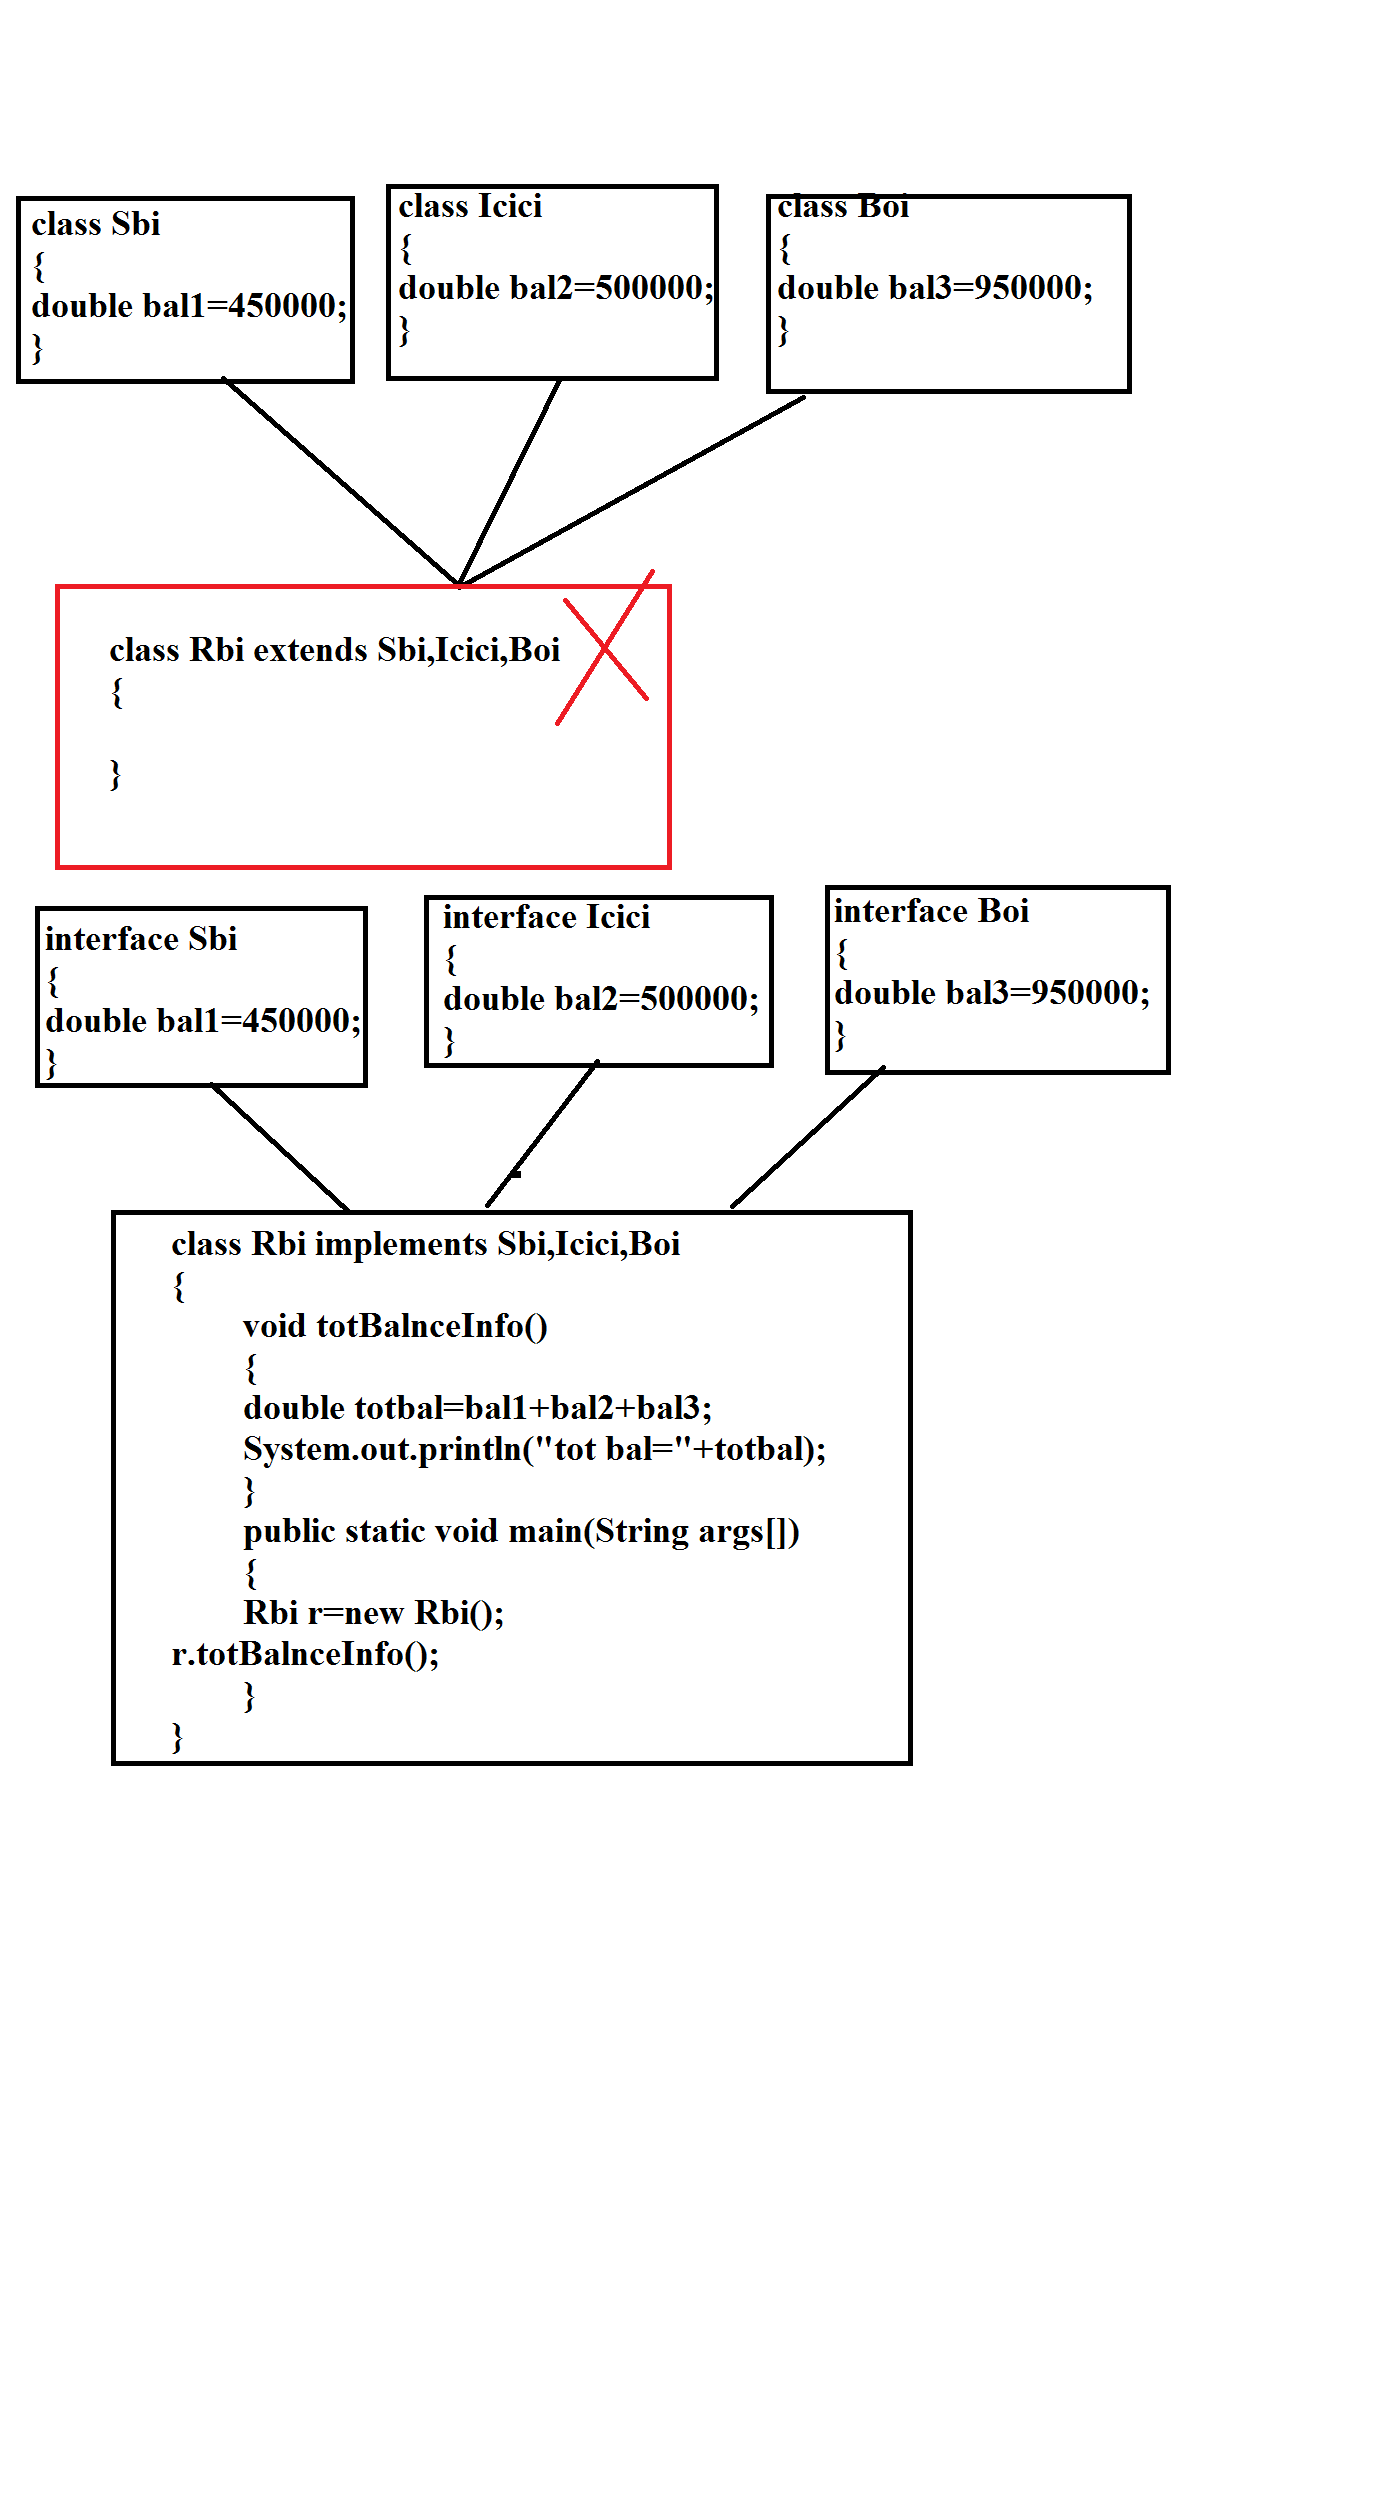 class Sbi
{
double bal1=450000;
}
class Icici
{
double bal2=500000;
}
class Boi
{
double bal3=950000;
}
class Rbi extends Sbi,Icici,Boi
{
}
interface Sbi
{
double bal1=450000;
}
interface Icici
{
double bal2=500000;
}
interface Boi
{
double bal3=950000;
}
class Rbi implements Sbi,Icici,Boi
{
void totBalnceInfo()
{
double totbal=bal1+bal2+bal3;
System.out.println("tot bal="+totbal);
}
public static void main(String args[])
{
Rbi r=new Rbi();
r.totBalnceInfo();
}
}